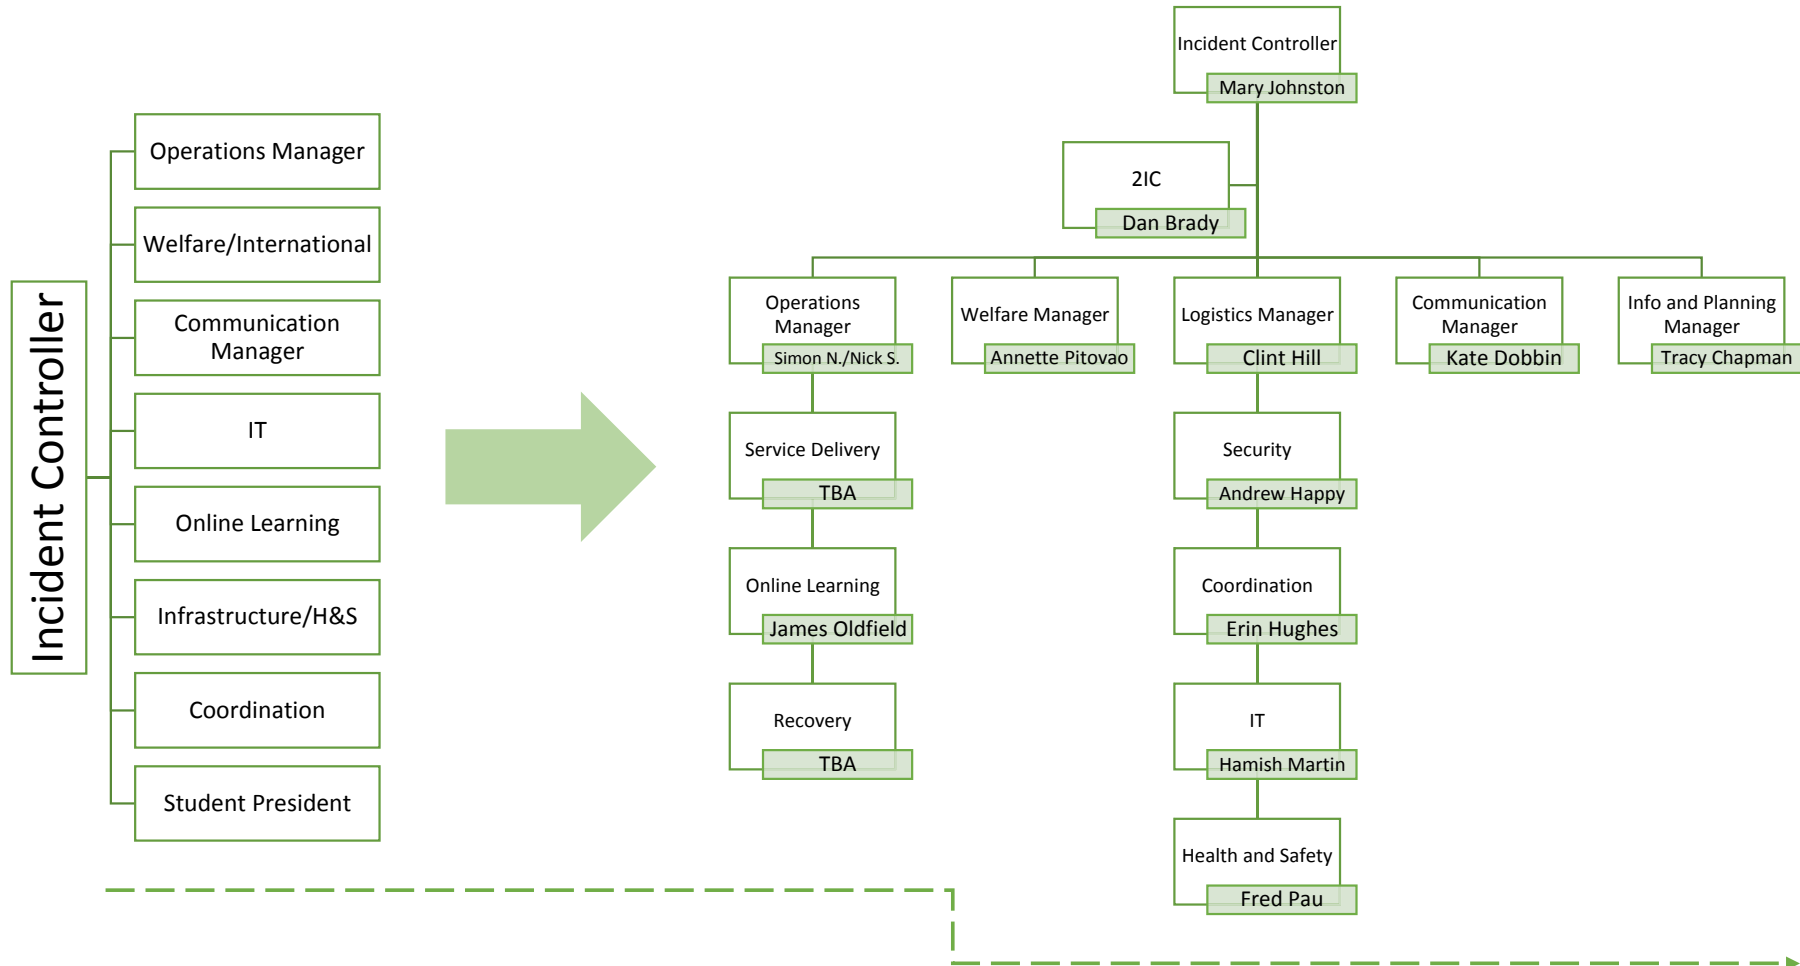 Incident Controller
Operations Manager
Welfare/International
Communication
Manager
IT
Online Learning
Infrastructure/H&S
Coordination
Student President
Incident Controller
Mary Johnston
2IC
Dan Brady
Operations
Manager
Simon N./Nick S.
Welfare Manager
Annette Pitovao
Logistics Manager
Clint Hill
Communication
Manager
Kate Dobbin
Info and Planning
Manager
Tracy Chapman
Service Delivery
TBA
Online Learning
James Oldfield
Recovery
TBA
Security
Andrew Happy
Coordination
Erin Hughes
IT
Hamish Martin
Health and Safety
Fred Pau